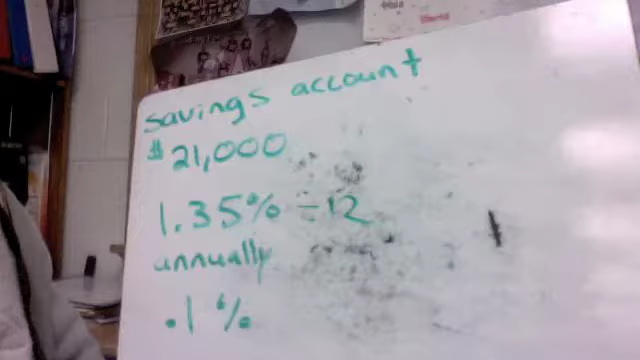 savings account
$21,000
1.35% -12
annually
.1%